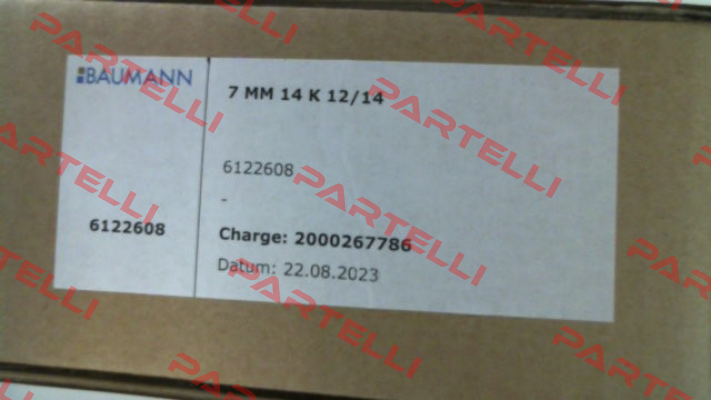 BAUMANN
6122608
7 MM 14 K 12/14
6122608
-
Charge: 2000267786
Datum: 22.08.2023
PARTELLI
PARTELLI
PARTELLI
PARTELLI
PARTELLI
PARTELLI
PARTELLI
PARTELLI